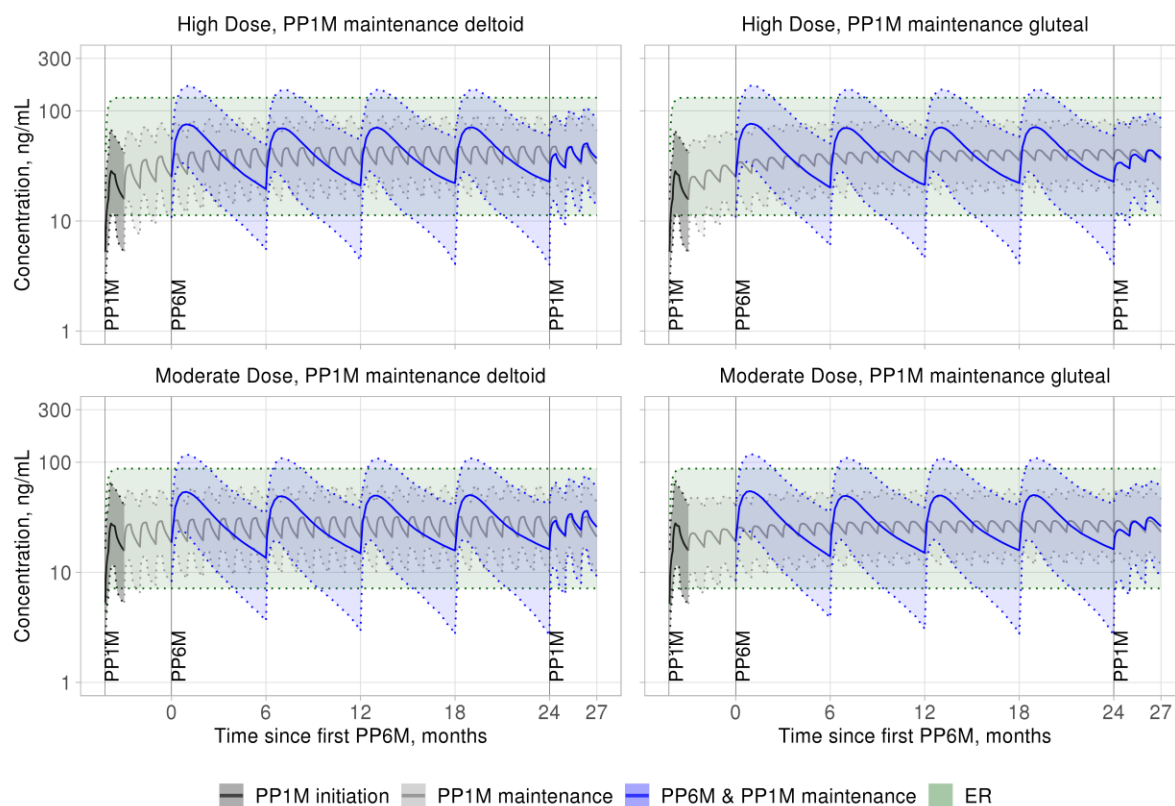 High Dose, PP1M maintenance deltoid
High Dose, PP1M maintenance gluteal
Concentration, ng/mL
300
100
10
1
PP1M
PP6M
PP1M
PP1M
PP6M
PP1M
Moderate Dose, PP1M maintenance deltoid
Moderate Dose, PP1M maintenance gluteal
Concentration, ng/mL
300
100
10
1
PP1M
PP6M
PP1M
PP1M
PP6M
PP1M
0 6 12 18 24 27
0 6 12 18 24 27
Time since first PP6M, months
Time since first PP6M, months
PP1M initiation PP1M maintenance PP6M & PP1M maintenance ER